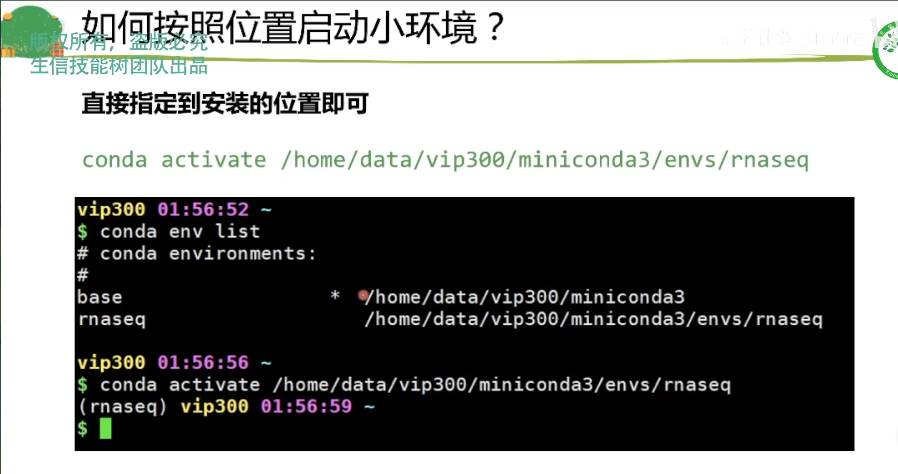 如何按照位置启动小环境？
版权所有，盗版必究
生信技能树团队出品
直接指定到安装的位置即可
conda activate /home/data/vip300/miniconda3/envs/rnaseq
vip300 01:56:52 ~
$ conda env list
# conda environments:
#
base * /home/data/vip300/miniconda3
rnaseq /home/data/vip300/miniconda3/envs/rnaseq
vip300 01:56:56 ~
$ conda activate /home/data/vip300/miniconda3/envs/rnaseq
(rnaseq) vip300 01:56:59 ~
$